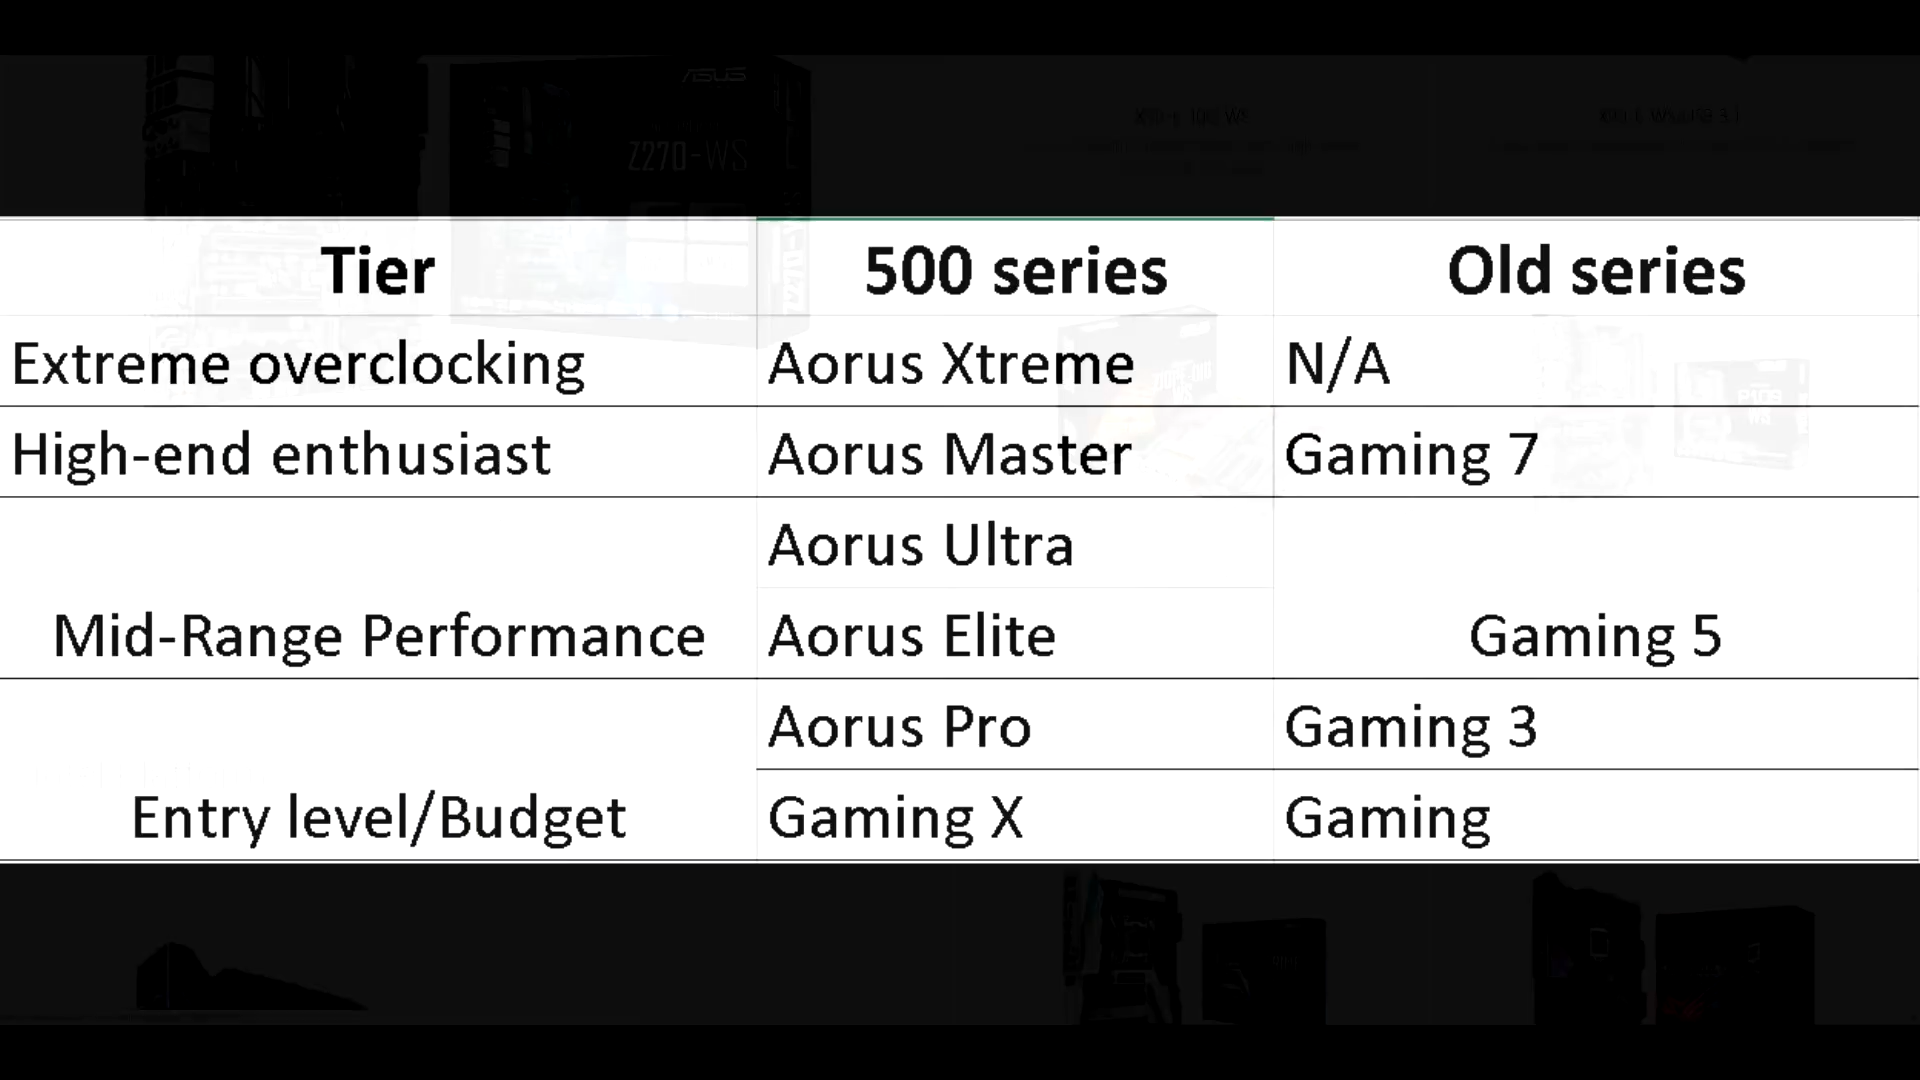 ASUS
Z270-WS
Tier 500 series Old series
Extreme overclocking Aorus Xtreme N/A
High-end enthusiast Aorus Master Gaming 7
Aorus Ultra
Mid-Range Performance Aorus Elite Gaming 5
Aorus Pro Gaming 3
Entry level/Budget Gaming X Gaming